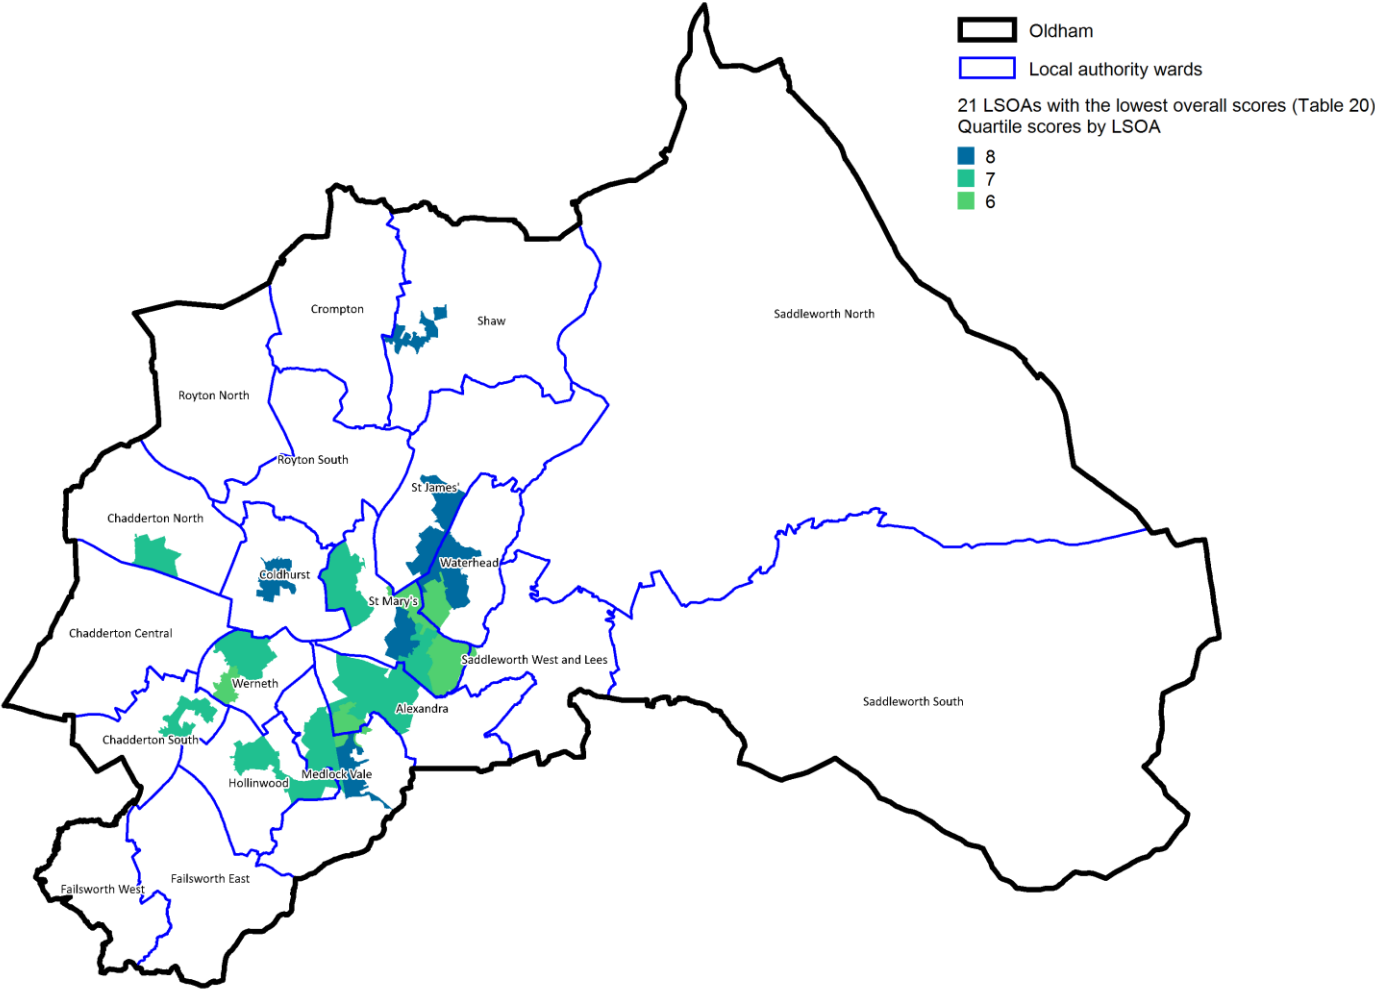 Oldham
Local authority wards
21 LSOAs with the lowest overall scores (Table 20)
Quartile scores by LSOA
8
7
6
Crompton
Shaw
Saddleworth North
Royton North
Royton South
St James'
Chadderton North
Waterhead
Coldhurst
St Mary's
Chadderton Central
Saddleworth West and Lees
Werneth
Saddleworth South
Alexandra
Chadderton South
Medlock Vale
Hollinwood
Failsworth East
Failsworth West